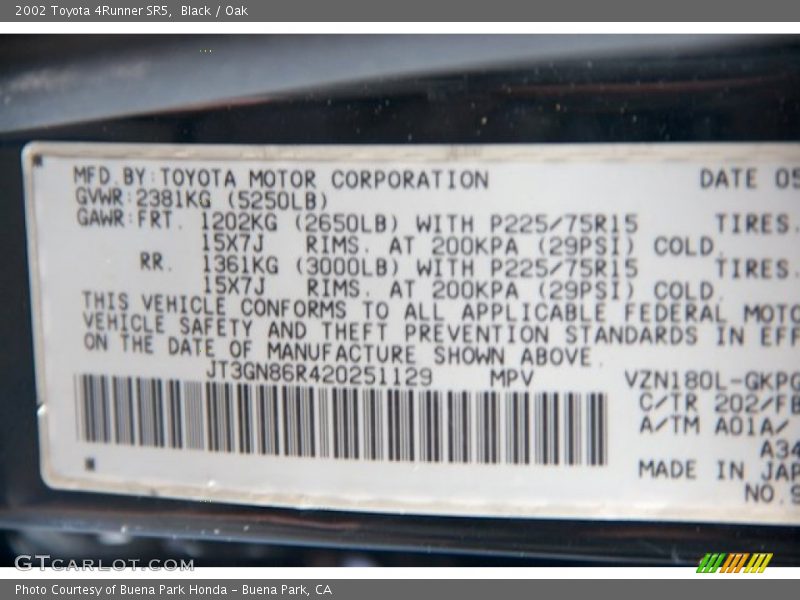 2002 Toyota 4Runner SR5,  Black / Oak
MFD.BY:TOYOTA MOTOR CORPORATION DATE 05
GVWR:2381KG (5250LB)
GAWR:FRT. 1202KG (2650LB) WITH P225/75R15 TIRES.
15X7J RIMS. AT 200KPA (29PSI) COLD.
RR. 1361KG (3000LB) WITH P225/75R15 TIRES.
15X7J RIMS. AT 200KPA (29PSI) COLD.
THIS VEHICLE CONFORMS TO ALL APPLICABLE FEDERAL MOTO
VEHICLE SAFETY AND THEFT PREVENTION STANDARDS IN EFF
ON THE DATE OF MANUFACTURE SHOWN ABOVE.
JT3GN86R420251129 MPV VZN180L-GKPG
C/TR 202/FB
A/TM A01A/
A34
MADE IN JAP
NO.9
GTCARLOT.COM
Photo Courtesy of Buena Park Honda - Buena Park, CA